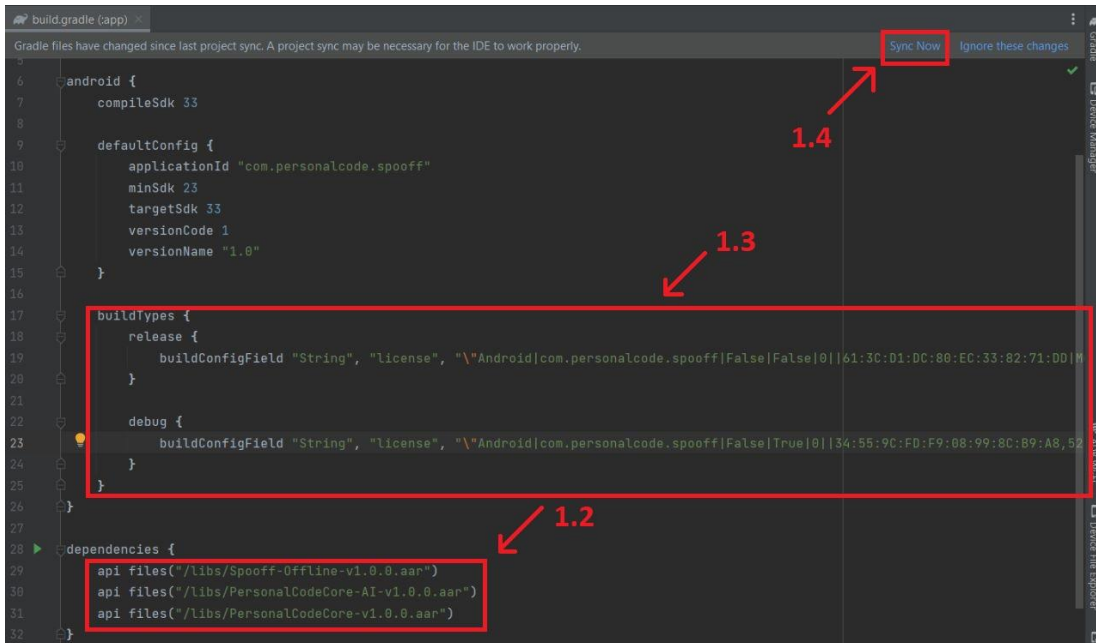 build.gradle (:app)
Gradle files have changed since last project sync. A project sync may be necessary for the IDE to work properly.
Sync Now
Ignore these changes
Gradle
Device Manager
Device File Explorer
1.4
1.3
1.2
5
6 android {
7 compileSdk 33
8
9 defaultConfig {
10 applicationId "com.personalcode.spooff"
11 minSdk 23
12 targetSdk 33
13 versionCode 1
14 versionName "1.0"
15 }
16
17 buildTypes {
18 release {
19 buildConfigField "String", "license", "\"Android|com.personalcode.spooff|False|False|0||61:3C:D1:DC:80:EC:33:82:71:DD|M
20 }
21
22 debug {
23 buildConfigField "String", "license", "\"Android|com.personalcode.spooff|False|True|0||34:55:9C:FD:F9:08:99:8C:B9:A8,52
24 }
25 }
26 }
27
28 dependencies {
29 api files("/libs/Spooff-Offline-v1.0.0.aar")
30 api files("/libs/PersonalCodeCore-AI-v1.0.0.aar")
31 api files("/libs/PersonalCodeCore-v1.0.0.aar")
32 }